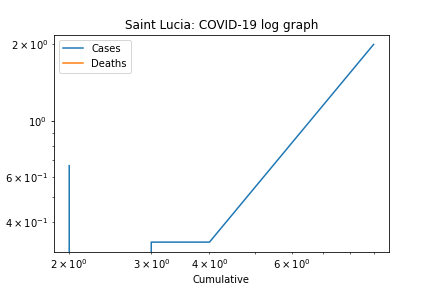 Saint Lucia: COVID-19 log graph
Cases
Deaths
2 × 10⁰
10⁰
6 × 10⁻¹
4 × 10⁻¹
2 × 10⁰ 3 × 10⁰ 4 × 10⁰ 6 × 10⁰
Cumulative